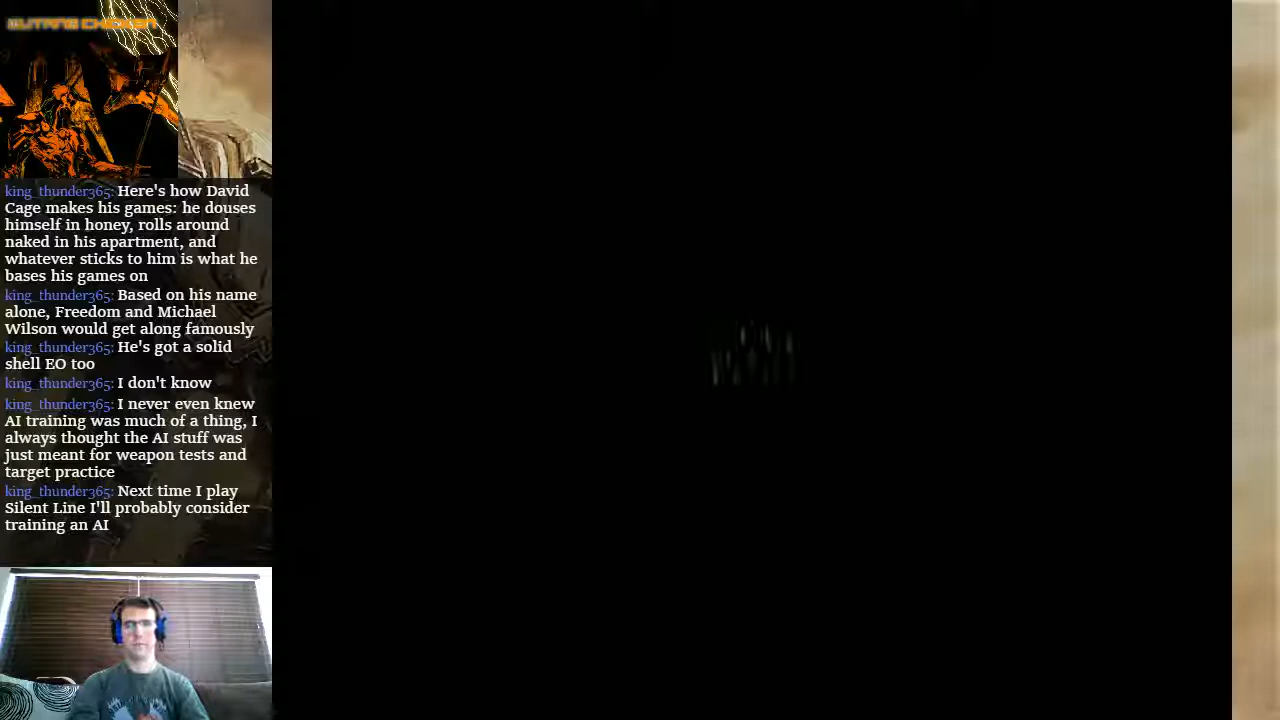 WUTANG CHICKEN
king_thunder365: Here's how David
Cage makes his games: he douses
himself in honey, rolls around
naked in his apartment, and
whatever sticks to him is what he
bases his games on
king_thunder365: Based on his name
alone, Freedom and Michael
Wilson would get along famously
king_thunder365: He's got a solid
shell EO too
king_thunder365: I don't know
king_thunder365: I never even knew
AI training was much of a thing, I
always thought the AI stuff was
just meant for weapon tests and
target practice
king_thunder365: Next time I play
Silent Line I'll probably consider
training an AI